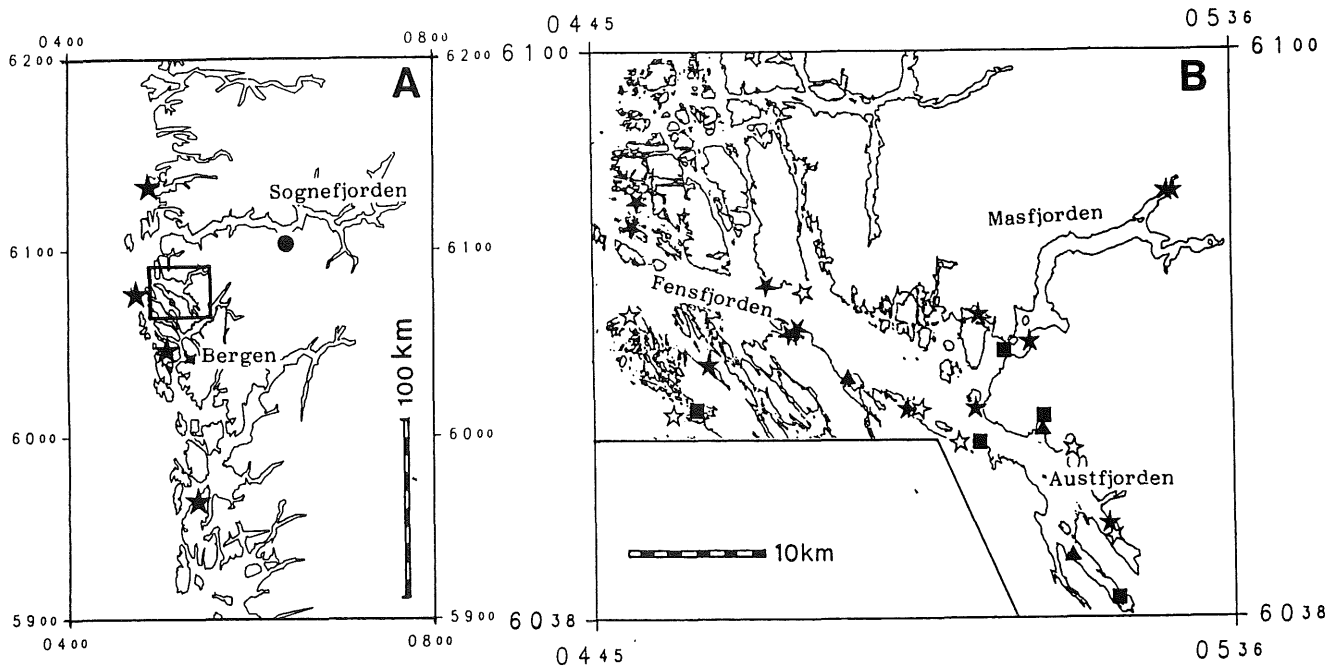 04⁰⁰
08⁰⁰
62⁰⁰
62⁰⁰
A
Sognefjorden
61⁰⁰
61⁰⁰
Bergen
100 km
60⁰⁰
60⁰⁰
59⁰⁰
59⁰⁰
04⁰⁰
08⁰⁰
04⁴⁵
05³⁶
61⁰⁰
61⁰⁰
B
Masfjorden
Fensfjorden
Austfjorden
10km
60³⁸
60³⁸
04⁴⁵
05³⁶